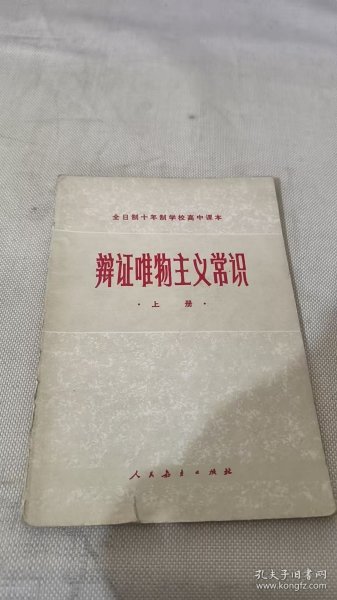 全日制十年制学校高中课本
辩证唯物主义常识
·上 册·
人民教育出版社
孔夫子旧书网
www.kongfz.com